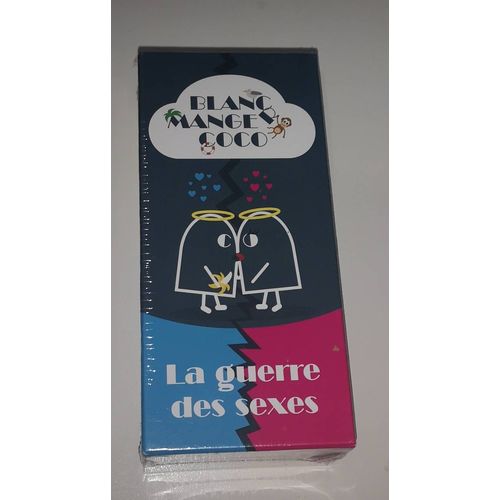 BLANC
MANGER
COCO
La guerre
des sexes